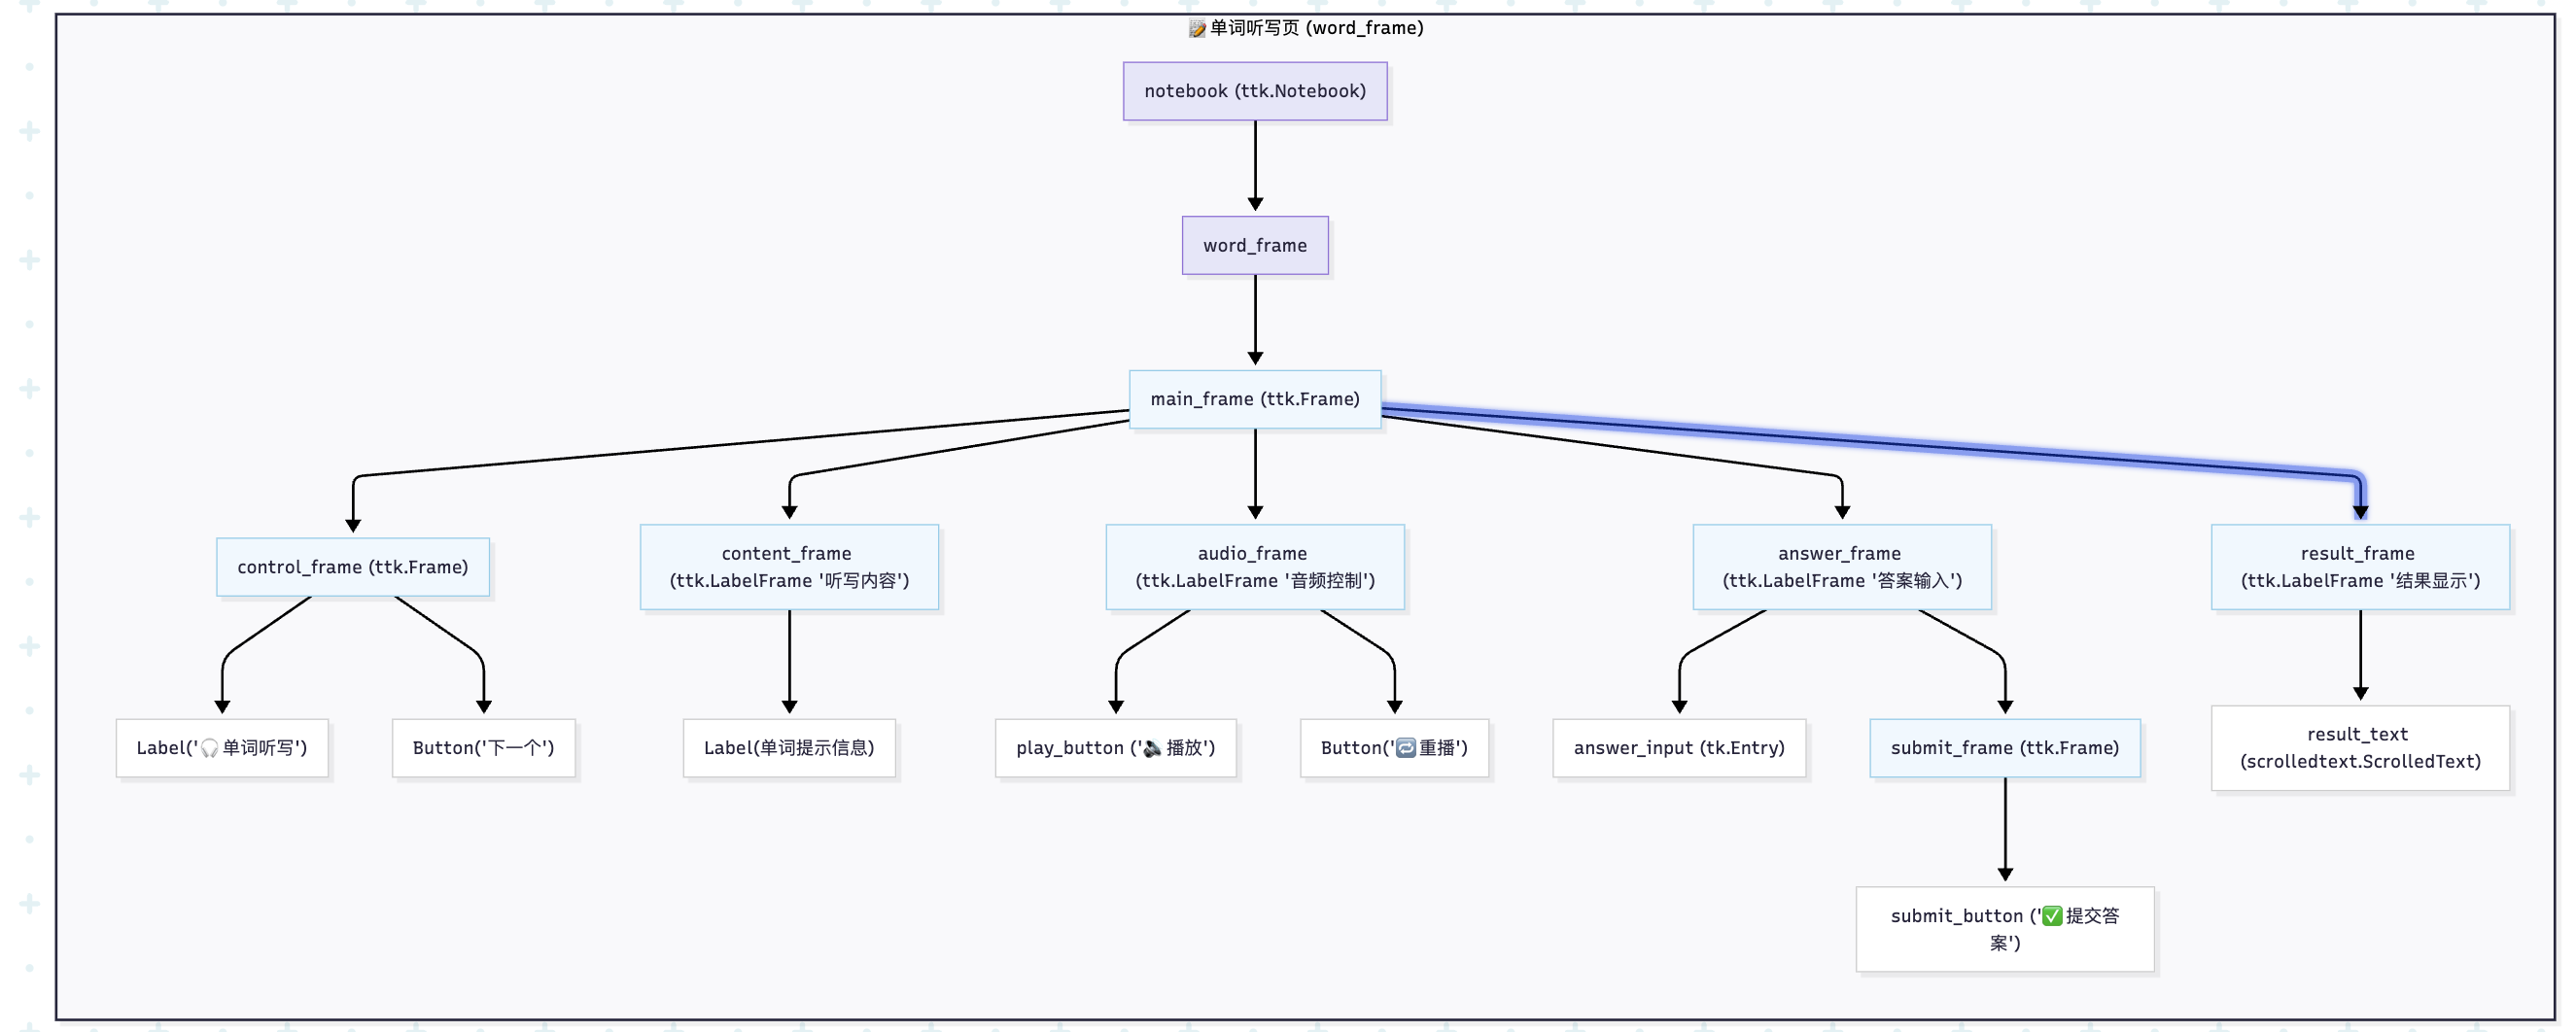 📝单词听写页 (word_frame)
notebook (ttk.Notebook)
word_frame
main_frame (ttk.Frame)
control_frame (ttk.Frame)
content_frame
(ttk.LabelFrame '听写内容')
audio_frame
(ttk.LabelFrame '音频控制')
answer_frame
(ttk.LabelFrame '答案输入')
result_frame
(ttk.LabelFrame '结果显示')
Label('🎧单词听写')
Button('下一个')
Label(单词提示信息)
play_button ('🔊播放')
Button('🔁重播')
answer_input (tk.Entry)
submit_frame (ttk.Frame)
result_text
(scrolledtext.ScrolledText)
submit_button ('✅提交答
案')